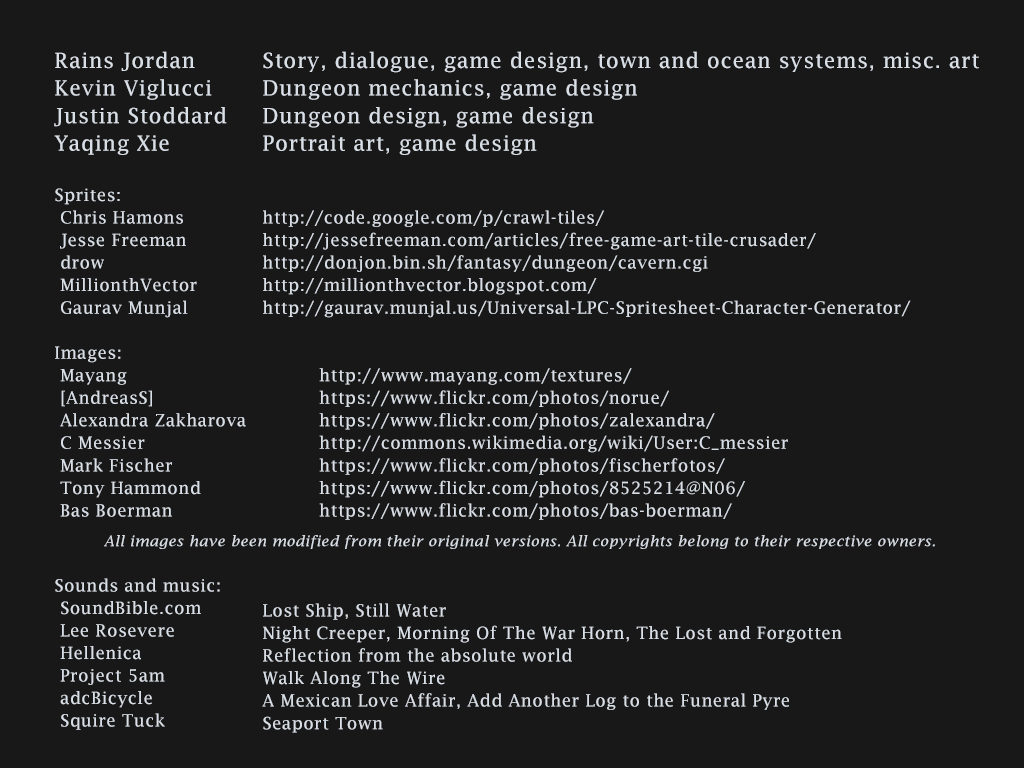 Rains Jordan Story, dialogue, game design, town and ocean systems, misc. art
Kevin Viglucci Dungeon mechanics, game design
Justin Stoddard Dungeon design, game design
Yaqing Xie Portrait art, game design
Sprites:
Chris Hamons http://code.google.com/p/crawl-tiles/
Jesse Freeman http://jessefreeman.com/articles/free-game-art-tile-crusader/
drow http://donjon.bin.sh/fantasy/dungeon/cavern.cgi
MillionthVector http://millionthvector.blogspot.com/
Gaurav Munjal http://gaurav.munjal.us/Universal-LPC-Spritesheet-Character-Generator/
Images:
Mayang http://www.mayang.com/textures/
[AndreasS] https://www.flickr.com/photos/norue/
Alexandra Zakharova https://www.flickr.com/photos/zalexandra/
C Messier http://commons.wikimedia.org/wiki/User:C_messier
Mark Fischer https://www.flickr.com/photos/fischerfotos/
Tony Hammond https://www.flickr.com/photos/8525214@N06/
Bas Boerman https://www.flickr.com/photos/bas-boerman/
All images have been modified from their original versions. All copyrights belong to their respective owners.
Sounds and music:
SoundBible.com Lost Ship, Still Water
Lee Rosevere Night Creeper, Morning Of The War Horn, The Lost and Forgotten
Hellenica Reflection from the absolute world
Project 5am Walk Along The Wire
adcBicycle A Mexican Love Affair, Add Another Log to the Funeral Pyre
Squire Tuck Seaport Town